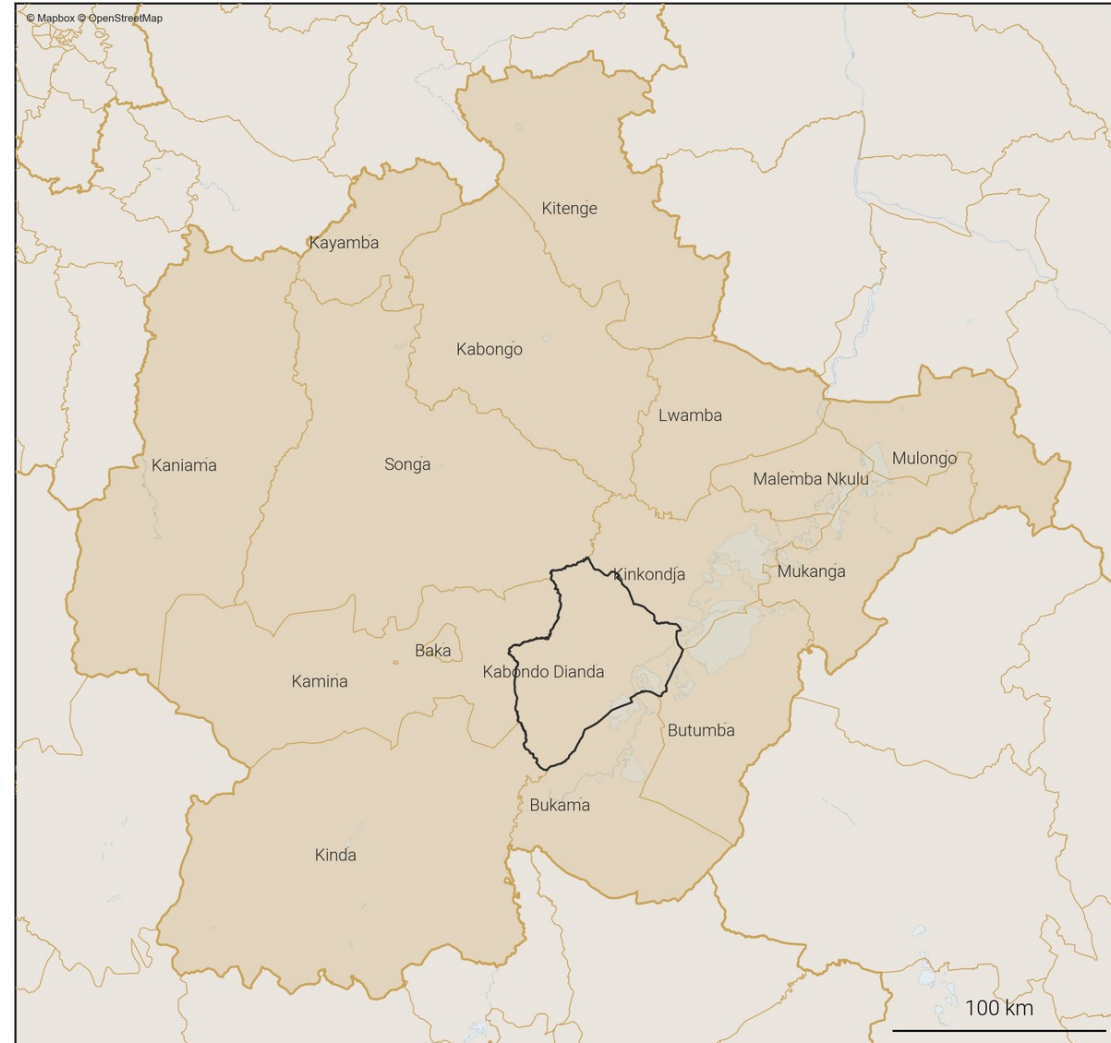 © Mapbox © OpenStreetMap
Kitenge
Kayamba
Kabongo
Lwamba
Kaniama
Songa
Mulongo
Malemba Nkulu
Kinkondja
Mukanga
Baka
Kabondo Dianda
Kamina
Butumba
Bukama
Kinda
100 km